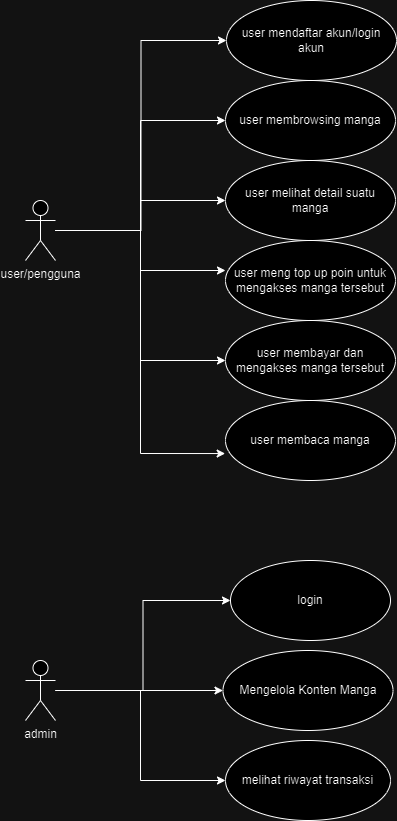 user mendaftar akun/login
akun
user membrowsing manga
user melihat detail suatu
manga
user/pengguna
user meng top up poin untuk
mengakses manga tersebut
user membayar dan
mengakses manga tersebut
user membaca manga
login
Mengelola Konten Manga
admin
melihat riwayat transaksi